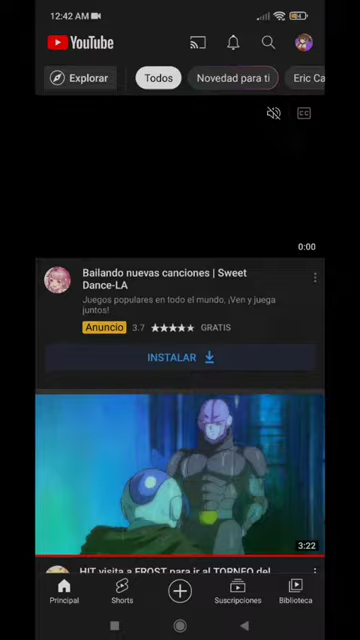 12:42 AM
YouTube
Explorar
Todos
Novedad para ti
Eric Ca
CC
0:00
Bailando nuevas canciones | Sweet
Dance-LA
Juegos populares en todo el mundo, ¡Ven y juega
juntos!
Anuncio 3.7 ★★★★★ GRATIS
INSTALAR
3:22
HIT visita a FROST para ir al TORNEO del
Principal
Shorts
Suscripciones
Biblioteca